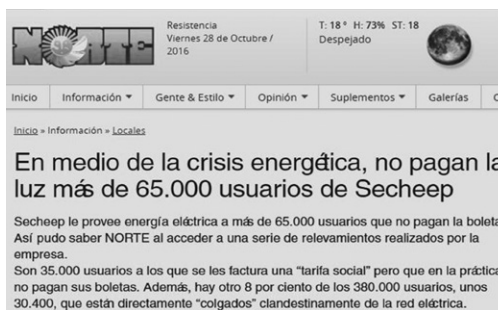 NORTE
Resistencia
Viernes 28 de Octubre /
2016
T: 18 º H: 73% ST: 18
Despejado
Inicio Información Gente & Estilo Opinión Suplementos Galerías
Inicio » Información » Locales
En medio de la crisis energética, no pagan la
luz más de 65.000 usuarios de Secheep
Secheep le provee energía eléctrica a más de 65.000 usuarios que no pagan la boleta
Así pudo saber NORTE al acceder a una serie de relevamientos realizados por la
empresa.
Son 35.000 usuarios a los que se les factura una “tarifa social” pero que en la práctica
no pagan sus boletas. Además, hay otro 8 por ciento de los 380.000 usuarios, unos
30.400, que están directamente “colgados” clandestinamente de la red eléctrica.